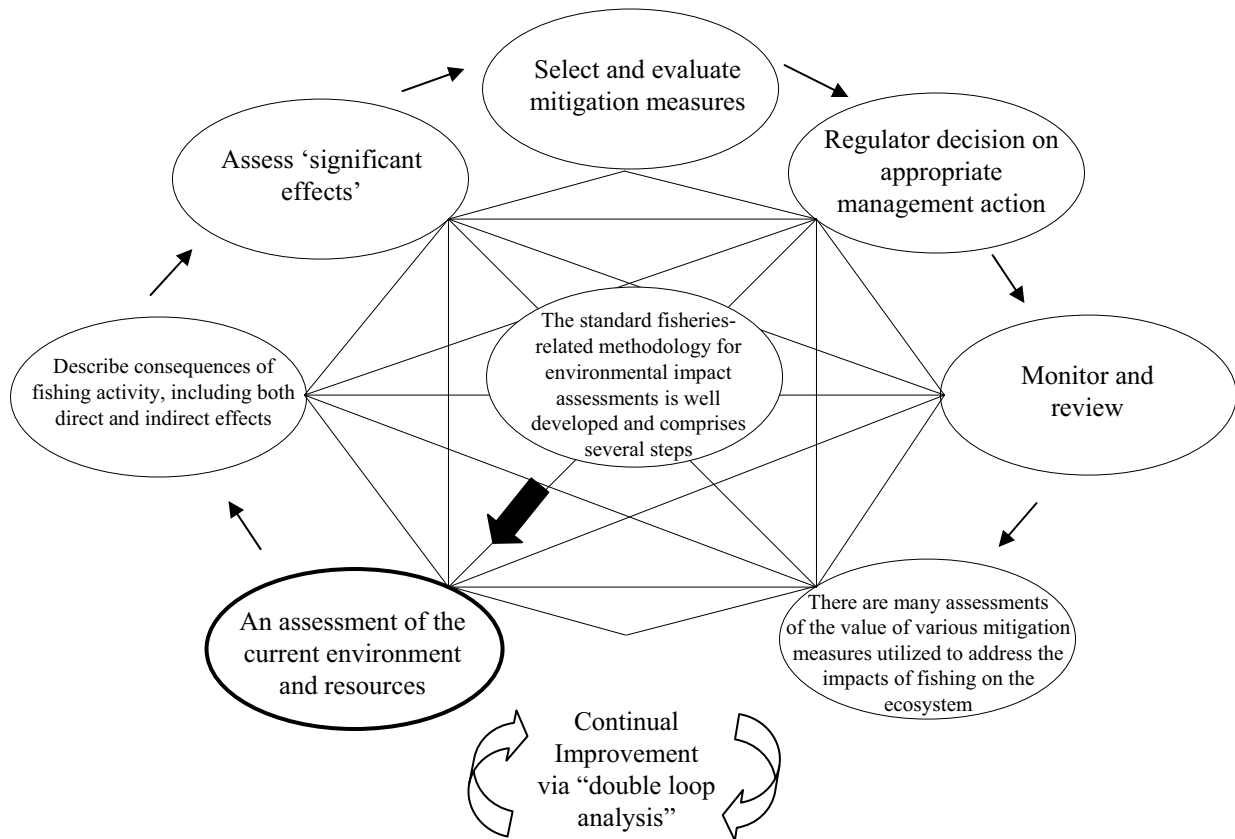 Select and evaluate
mitigation measures
Assess ‘significant
effects’
Regulator decision on
appropriate
management action
The standard fisheries-
related methodology for
environmental impact
assessments is well
developed and comprises
several steps
Describe consequences of
fishing activity, including both
direct and indirect effects
Monitor and
review
An assessment of the
current environment
and resources
There are many assessments
of the value of various mitigation
measures utilized to address the
impacts of fishing on the
ecosystem
Continual
Improvement
via “double loop
analysis”